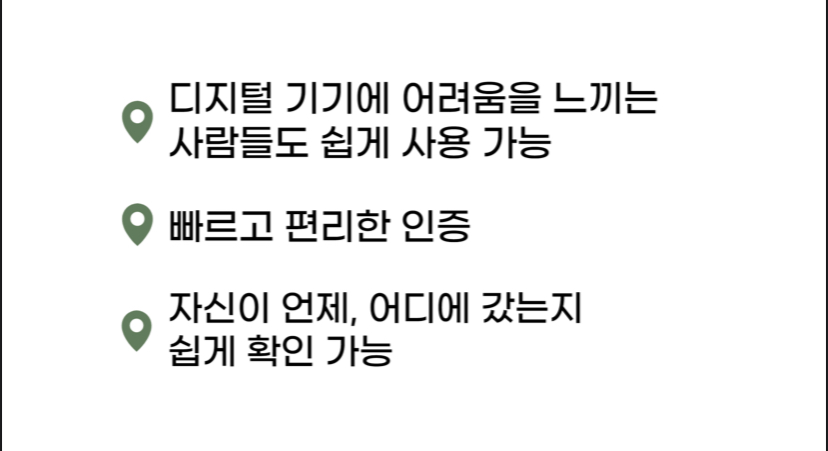 디지털 기기에 어려움을 느끼는
사람들도 쉽게 사용 가능
빠르고 편리한 인증
자신이 언제, 어디에 갔는지
쉽게 확인 가능